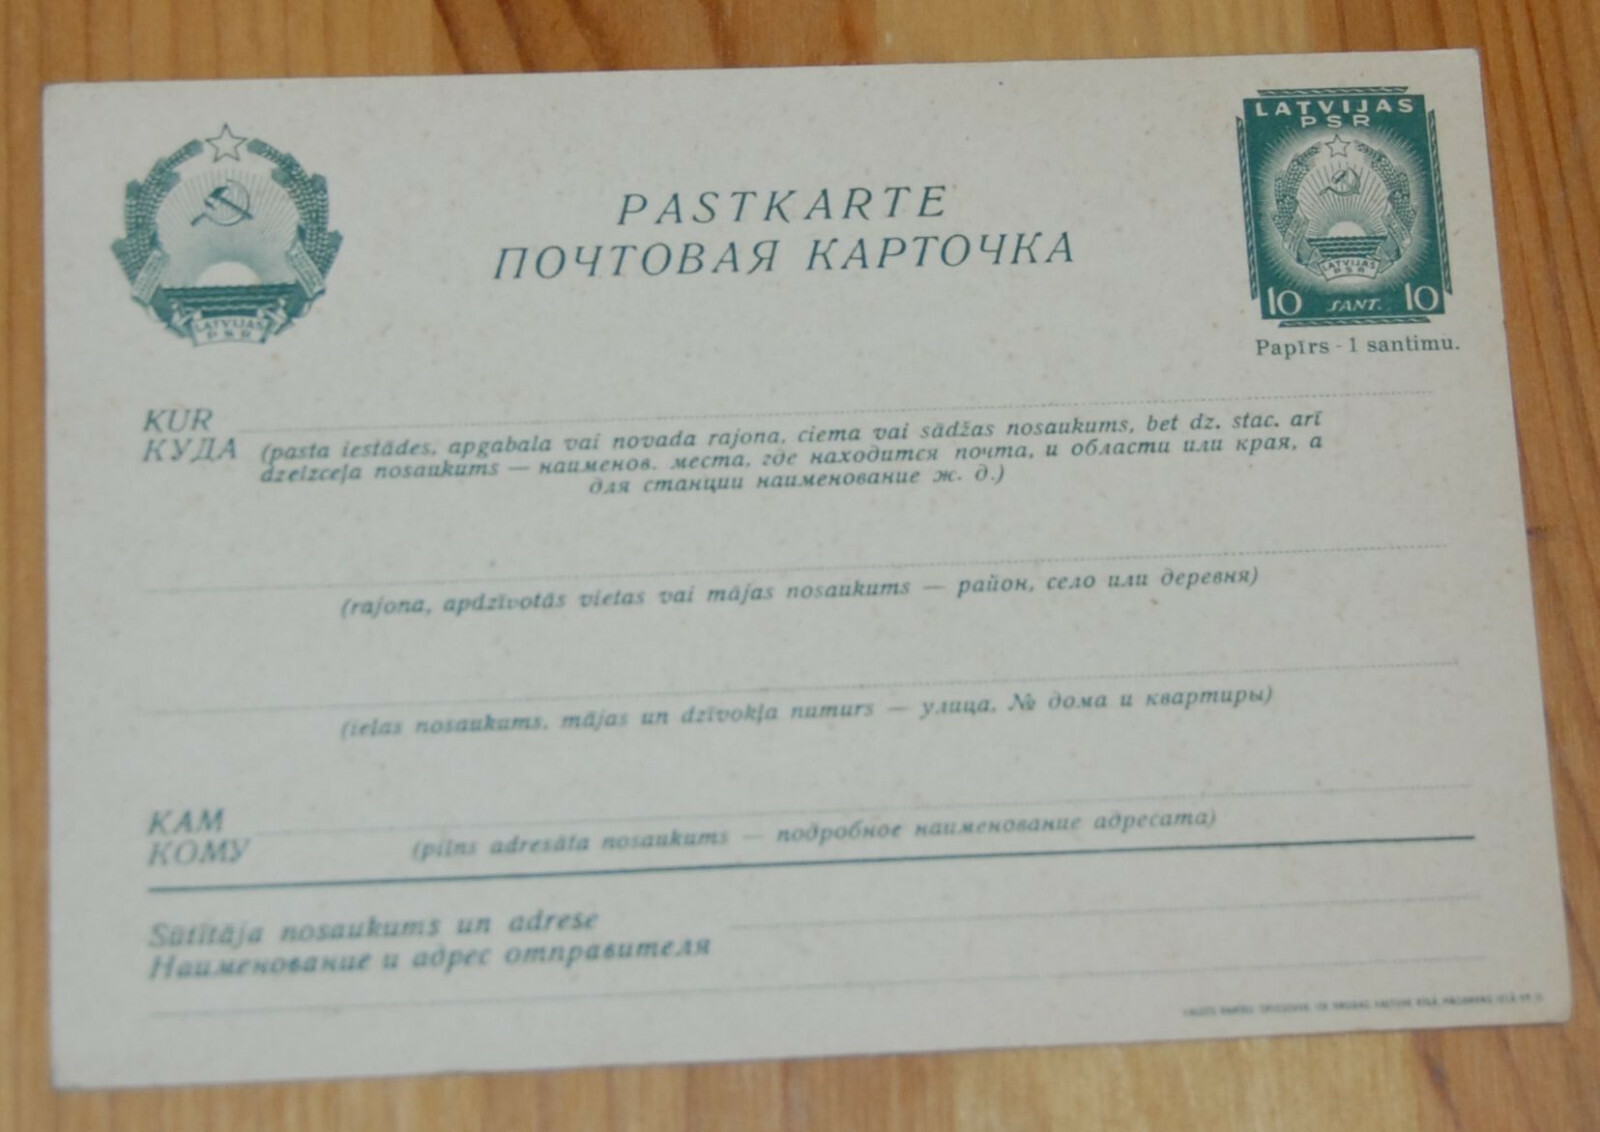 LATVIJAS
PSR
PASTKARTE
ПОЧТОВАЯ КАРТОЧКА
LATVIJAS
PSR
LATVIJAS
PSR
10 SANT. 10
Papīrs - 1 santimu.
KUR
КУДА
(pasta iestādes, apgabala vai novada rajona, ciema vai sādžas nosaukums, bet dz. stac. arī
dzelzceļa nosaukums — наименов. места, где находится почта, и области или края, а
для станции наименование ж. д.)
(rajona, apdzīvotās vietas vai mājas nosaukums — район, село или деревня)
(ielas nosaukums, mājas un dzīvokļa numurs — улица, № дома и квартиры)
KAM
КОМУ
(pilns adresāta nosaukums — подробное наименование адресата)
Sūtītāja nosaukums un adrese
Наименование и адрес отправителя